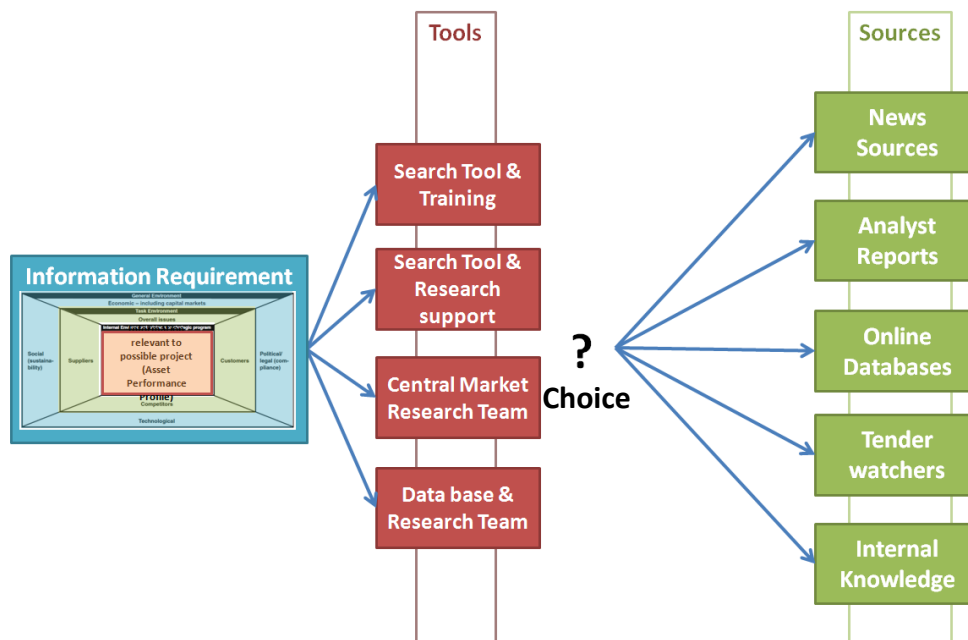 Tools
Sources
News
Sources
Search Tool &
Training
Analyst
Reports
Search Tool &
Research
support
Information Requirement
General Environment
Economic – including capital markets
Task Environment
Overall issues
relevant to
possible project
(Asset
Performance
Profile)
Social
(sustaina-
bility)
Suppliers
Customers
Political/
legal (com-
pliance)
Competitors
Technological
Online
Databases
?
Choice
Central Market
Research Team
Tender
watchers
Data base &
Research Team
Internal
Knowledge